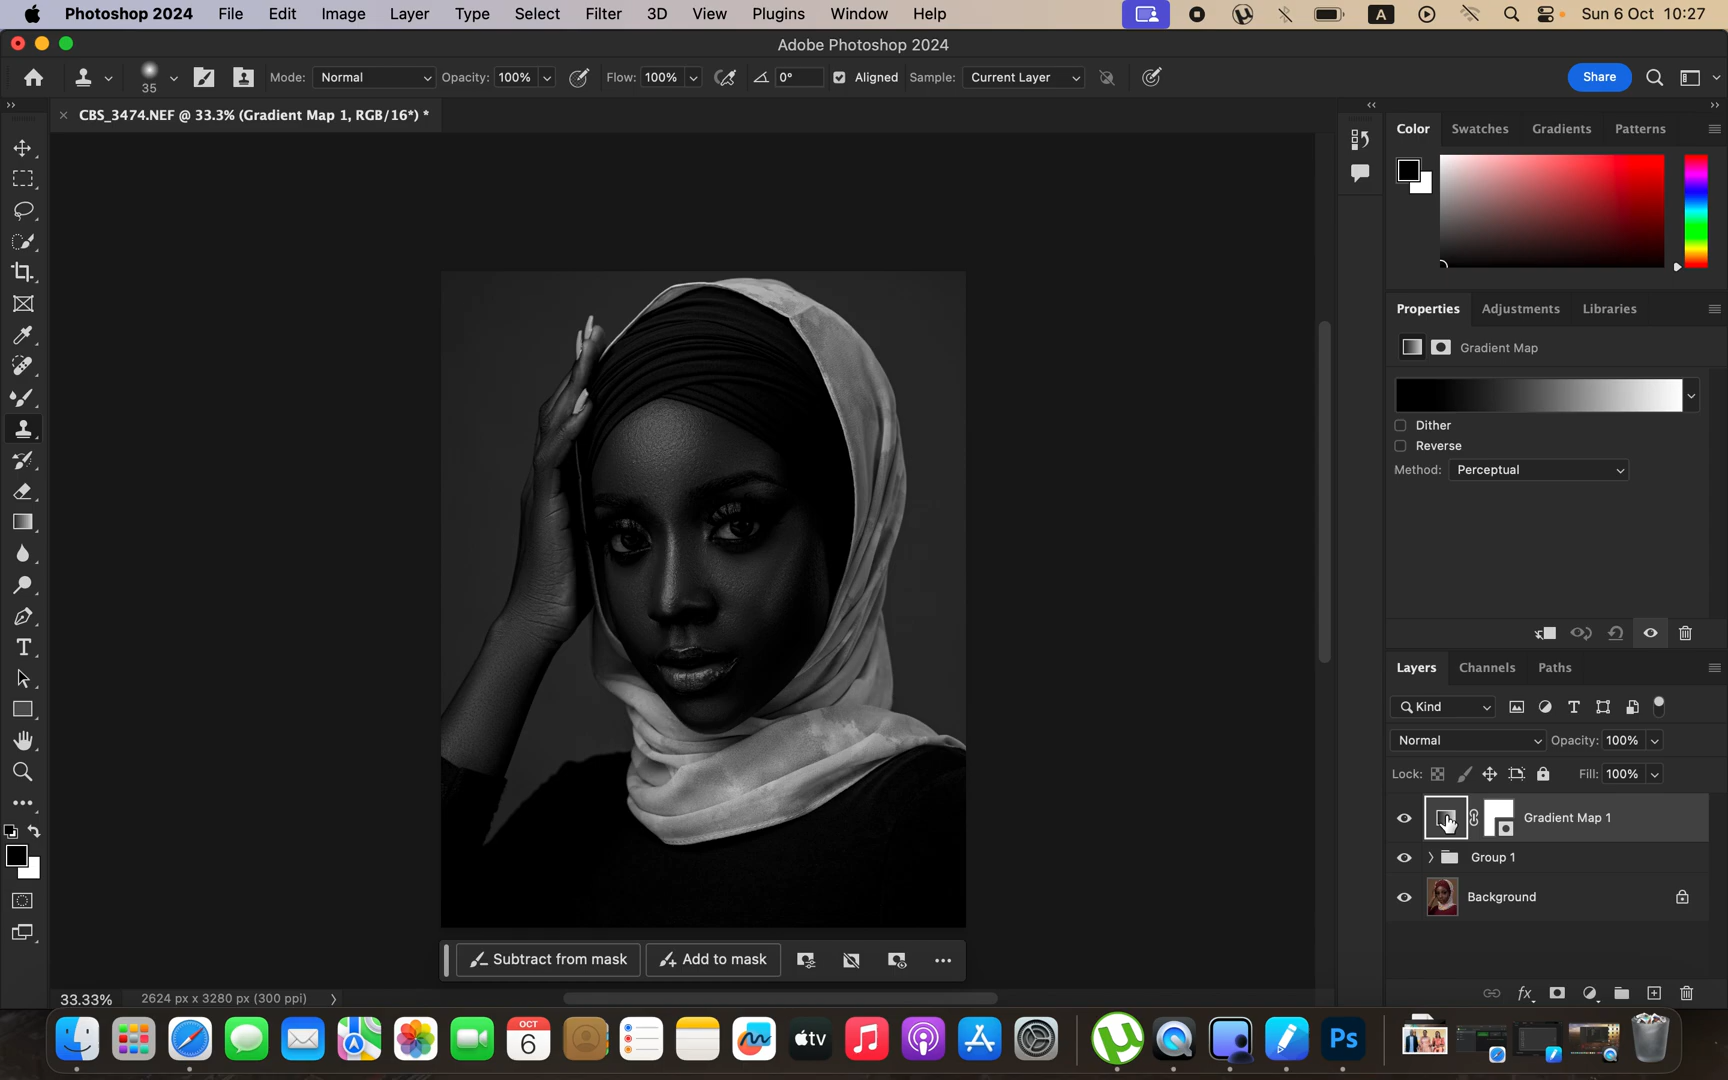 Photoshop 2024 File Edit Image Layer Type Select Filter 3D View Plugins Window Help A Sun 6 Oct 10:27
Adobe Photoshop 2024
35 Mode: Normal Opacity: 100% Flow: 100% 0° Aligned Sample: Current Layer Share
× CBS_3474.NEF @ 33.3% (Gradient Map 1, RGB/16*) *
Color Swatches Gradients Patterns
Properties Adjustments Libraries
Gradient Map
Dither
Reverse
Method: Perceptual
Layers Channels Paths
Kind
Normal Opacity: 100%
Lock: Fill: 100%
Gradient Map 1
Group 1
Background
Subtract from mask Add to mask
33.33% 2624 px x 3280 px (300 ppi)
OCT
6
tv
Ps